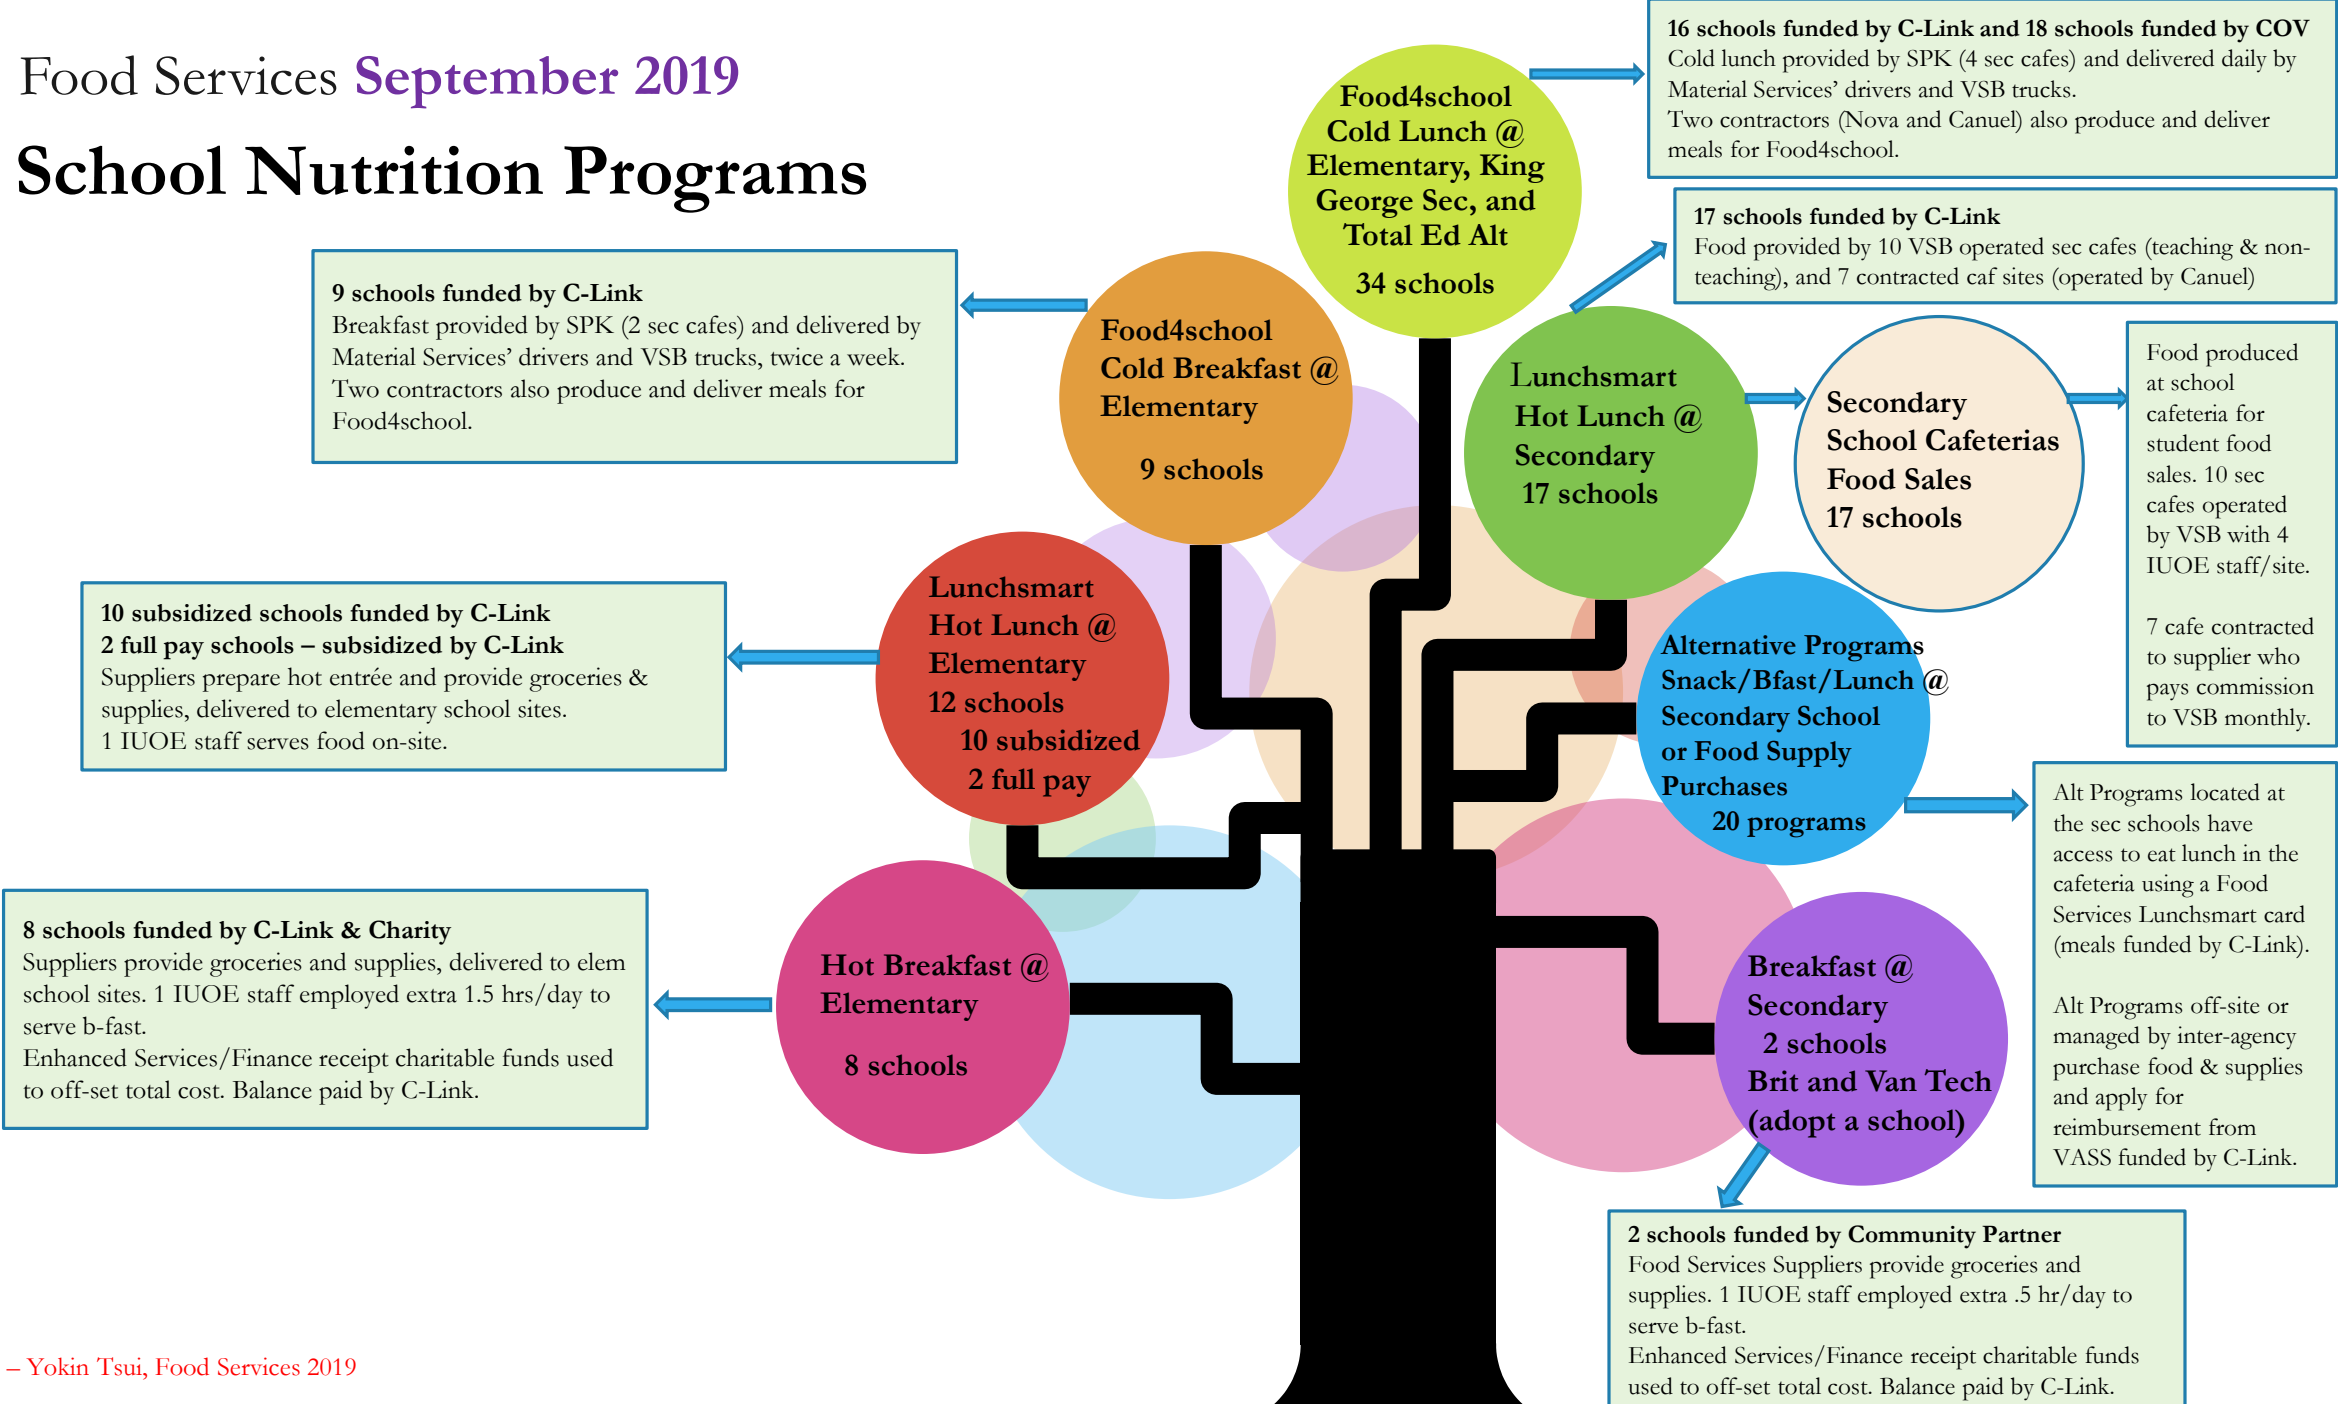 Food Services September 2019
School Nutrition Programs
16 schools funded by C-Link and 18 schools funded by COV
Cold lunch provided by SPK (4 sec cafes) and delivered daily by
Material Services' drivers and VSB trucks.
Two contractors (Nova and Canuel) also produce and deliver
meals for Food4school.
Food4school
Cold Lunch @
Elementary, King
George Sec, and
Total Ed Alt
34 schools
17 schools funded by C-Link
Food provided by 10 VSB operated sec cafes (teaching & non-
teaching), and 7 contracted caf sites (operated by Canuel)
9 schools funded by C-Link
Breakfast provided by SPK (2 sec cafes) and delivered by
Material Services' drivers and VSB trucks, twice a week.
Two contractors also produce and deliver meals for
Food4school.
Food4school
Cold Breakfast @
Elementary
9 schools
Lunchsmart
Hot Lunch @
Secondary
17 schools
Secondary
School Cafeterias
Food Sales
17 schools
Food produced
at school
cafeteria for
student food
sales. 10 sec
cafes operated
by VSB with 4
IUOE staff/site.
7 cafe contracted
to supplier who
pays commission
to VSB monthly.
10 subsidized schools funded by C-Link
2 full pay schools – subsidized by C-Link
Suppliers prepare hot entrée and provide groceries &
supplies, delivered to elementary school sites.
1 IUOE staff serves food on-site.
Lunchsmart
Hot Lunch @
Elementary
12 schools
10 subsidized
2 full pay
Alternative Programs
Snack/Bfast/Lunch @
Secondary School
or Food Supply
Purchases
20 programs
Alt Programs located at
the sec schools have
access to eat lunch in the
cafeteria using a Food
Services Lunchsmart card
(meals funded by C-Link).
Alt Programs off-site or
managed by inter-agency
purchase food & supplies
and apply for
reimbursement from
VASS funded by C-Link.
8 schools funded by C-Link & Charity
Suppliers provide groceries and supplies, delivered to elem
school sites. 1 IUOE staff employed extra 1.5 hrs/day to
serve b-fast.
Enhanced Services/Finance receipt charitable funds used
to off-set total cost. Balance paid by C-Link.
Hot Breakfast @
Elementary
8 schools
Breakfast @
Secondary
2 schools
Brit and Van Tech
(adopt a school)
2 schools funded by Community Partner
Food Services Suppliers provide groceries and
supplies. 1 IUOE staff employed extra .5 hr/day to
serve b-fast.
Enhanced Services/Finance receipt charitable funds
used to off-set total cost. Balance paid by C-Link.
– Yokin Tsui, Food Services 2019